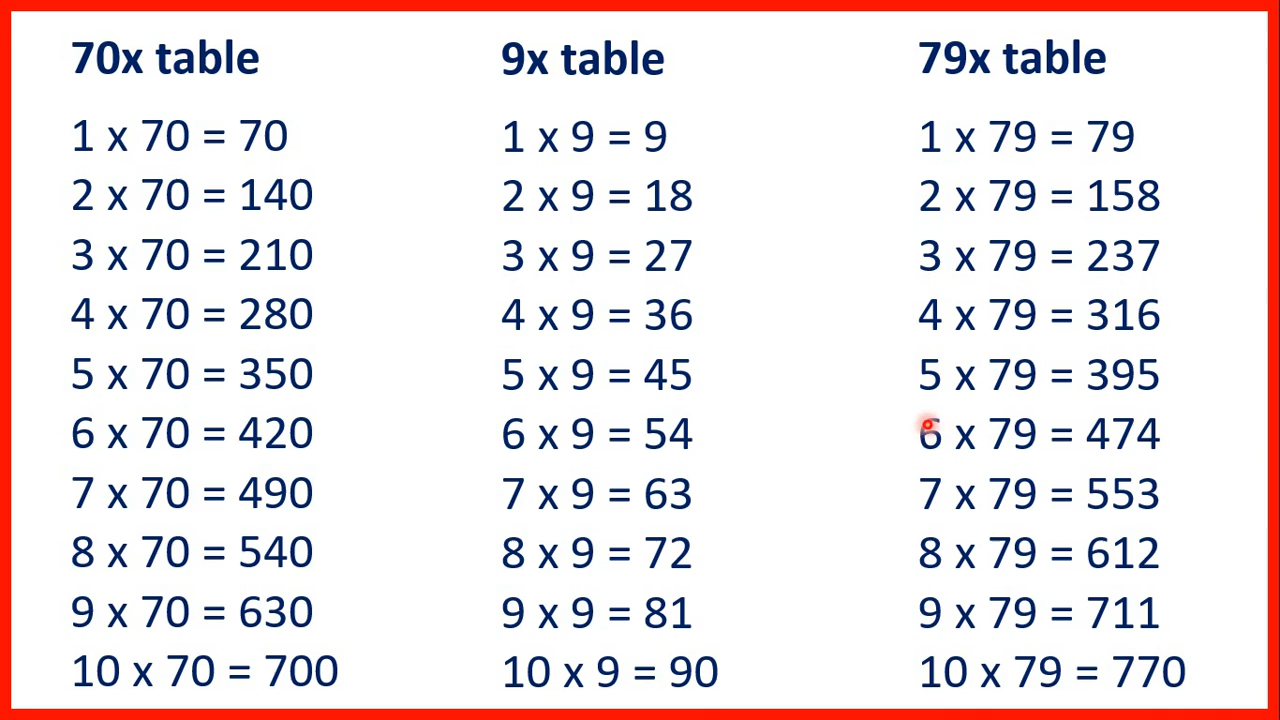 70x table
1 x 70 = 70
2 x 70 = 140
3 x 70 = 210
4 x 70 = 280
5 x 70 = 350
6 x 70 = 420
7 x 70 = 490
8 x 70 = 540
9 x 70 = 630
10 x 70 = 700
9x table
1 x 9 = 9
2 x 9 = 18
3 x 9 = 27
4 x 9 = 36
5 x 9 = 45
6 x 9 = 54
7 x 9 = 63
8 x 9 = 72
9 x 9 = 81
10 x 9 = 90
79x table
1 x 79 = 79
2 x 79 = 158
3 x 79 = 237
4 x 79 = 316
5 x 79 = 395
6 x 79 = 474
7 x 79 = 553
8 x 79 = 612
9 x 79 = 711
10 x 79 = 770